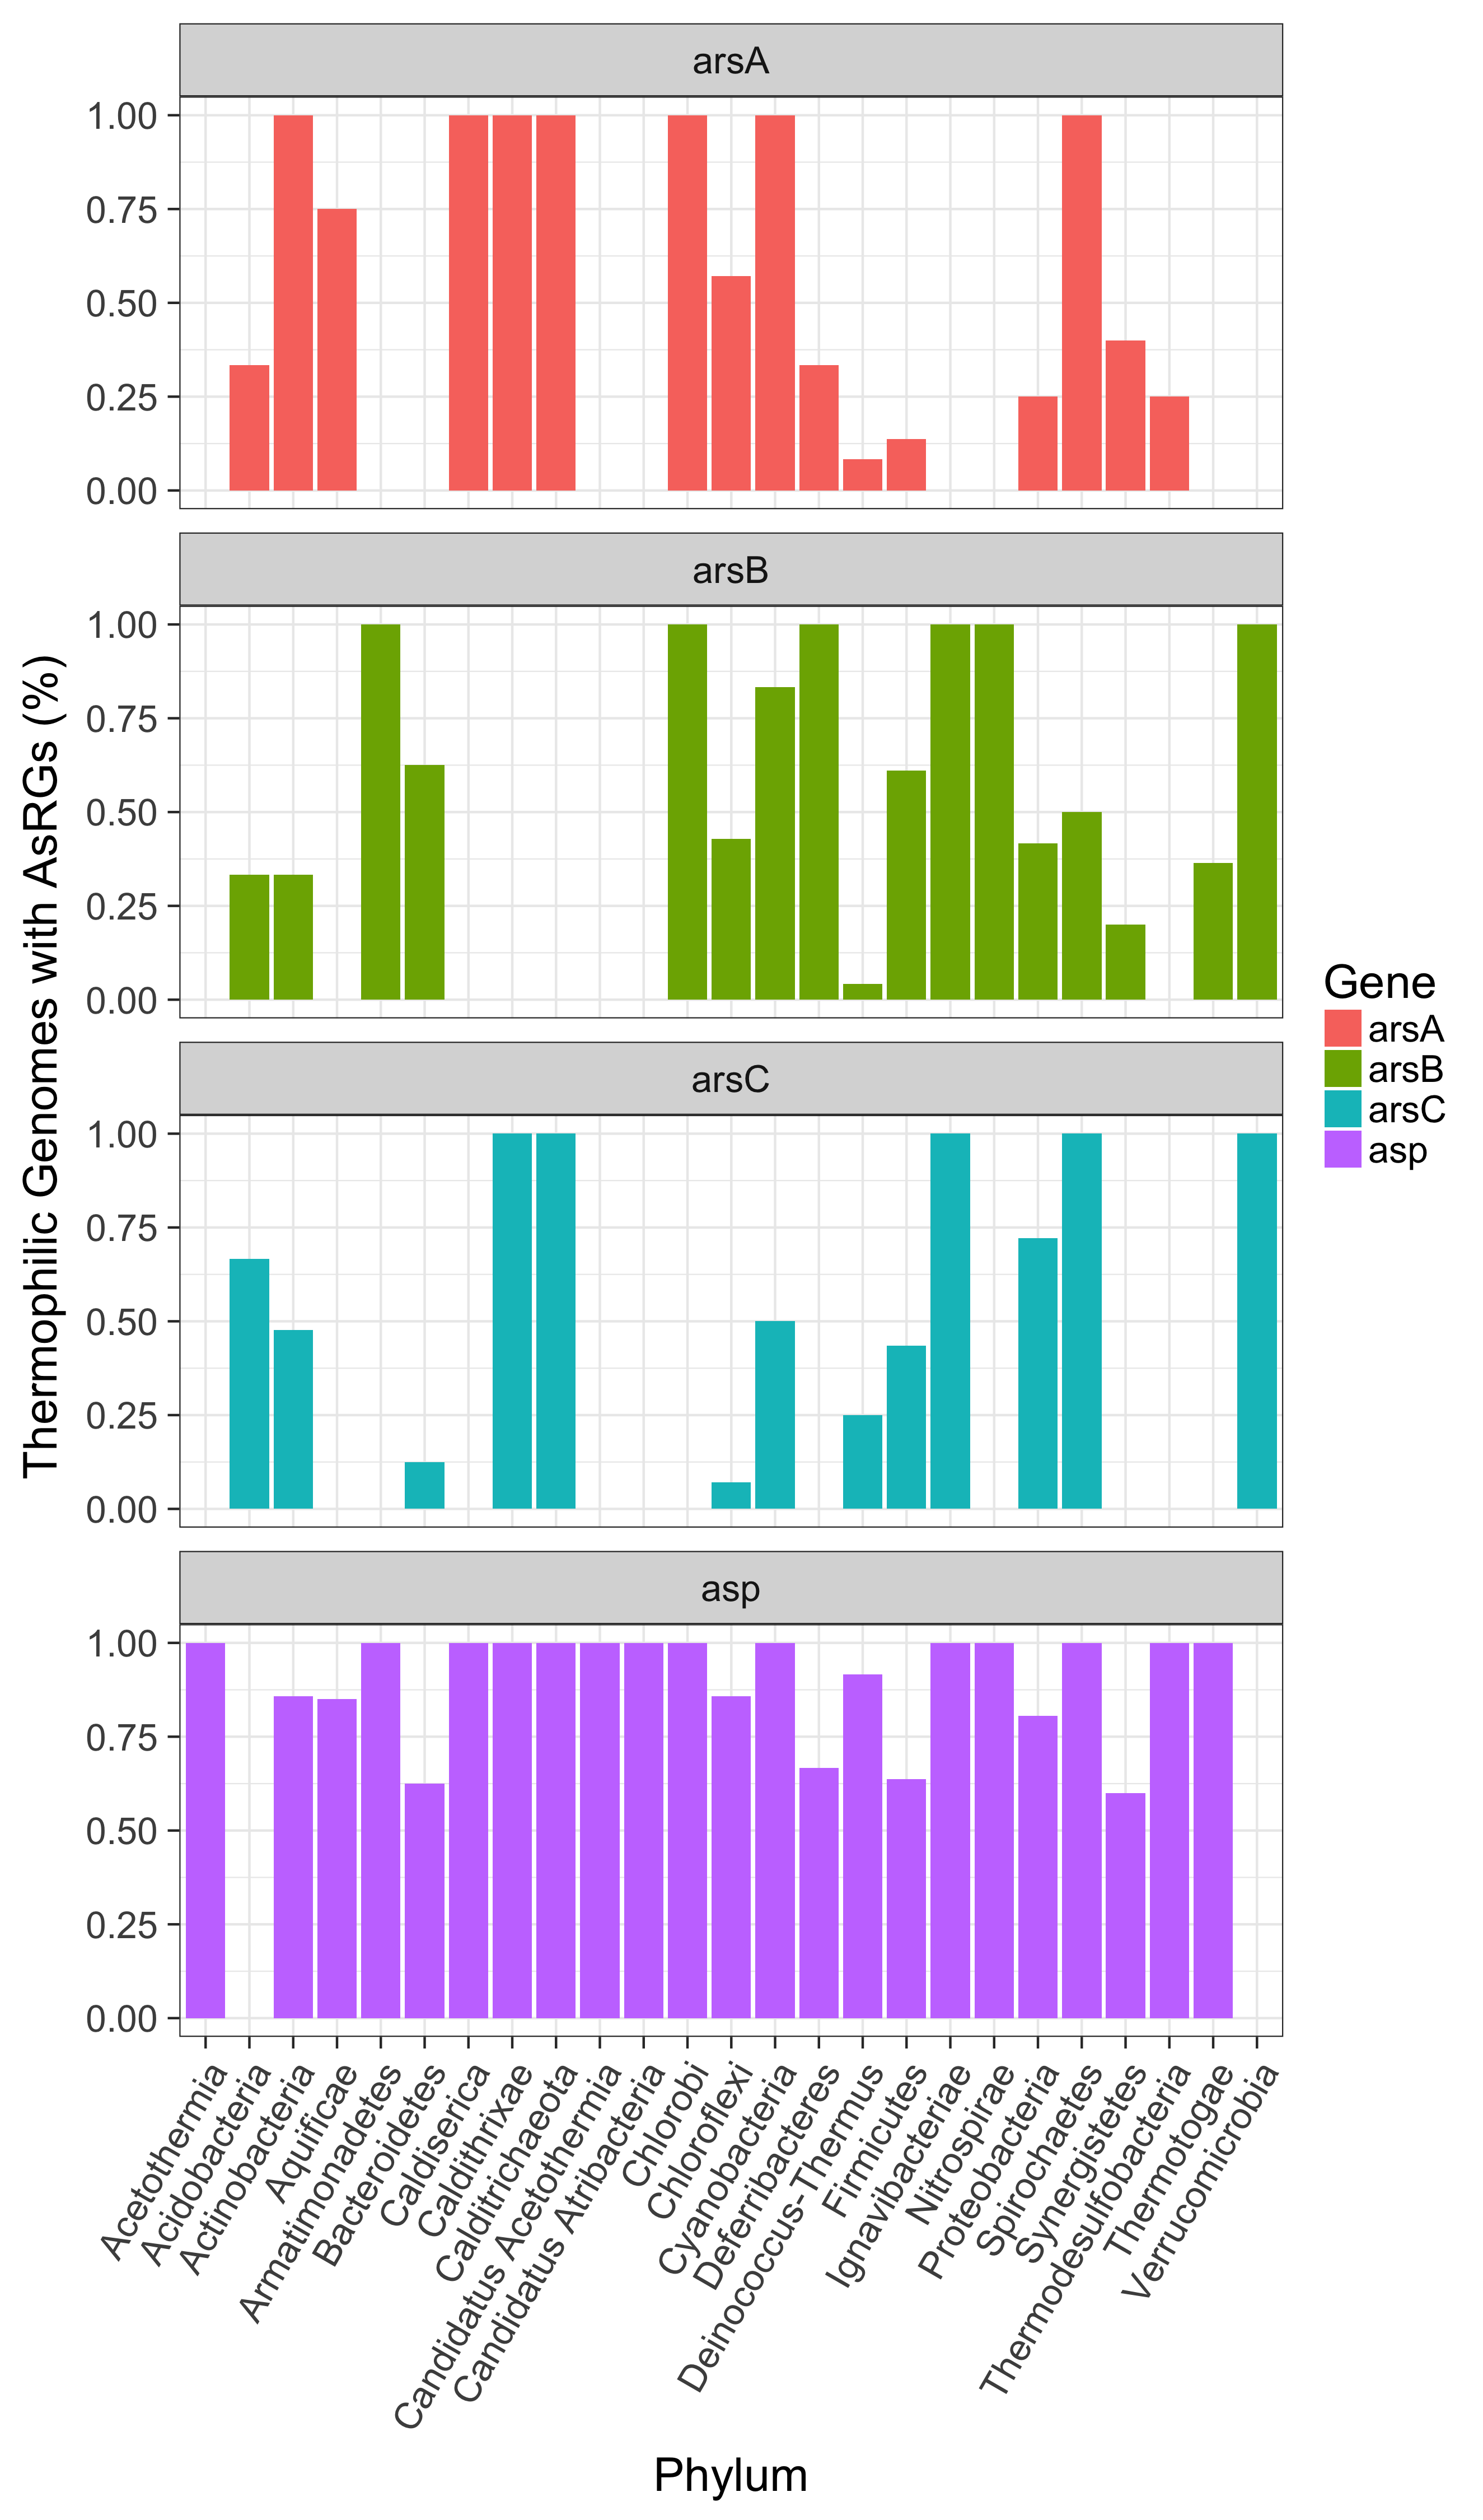 arsA
1.00
0.75
0.50
0.25
0.00
arsB
1.00
0.75
0.50
0.25
0.00
arsC
1.00
0.75
0.50
0.25
0.00
asp
1.00
0.75
0.50
0.25
0.00
Thermophilic Genomes with AsRGs (%)
Acetothermia
Acidobacteria
Actinobacteria
Aquificae
Armatimonadetes
Bacteroidetes
Caldiserica
Caldithrixae
Calditrichaeota
Candidatus Acetothermia
Candidatus Atribacteria
Chlorobi
Chloroflexi
Cyanobacteria
Deferribacteres
Deinococcus-Thermus
Firmicutes
Ignavibacteriae
Nitrospirae
Proteobacteria
Spirochaetes
Synergistetes
Thermodesulfobacteria
Thermotogae
Verrucomicrobia
Phylum
Gene
arsA
arsB
arsC
asp